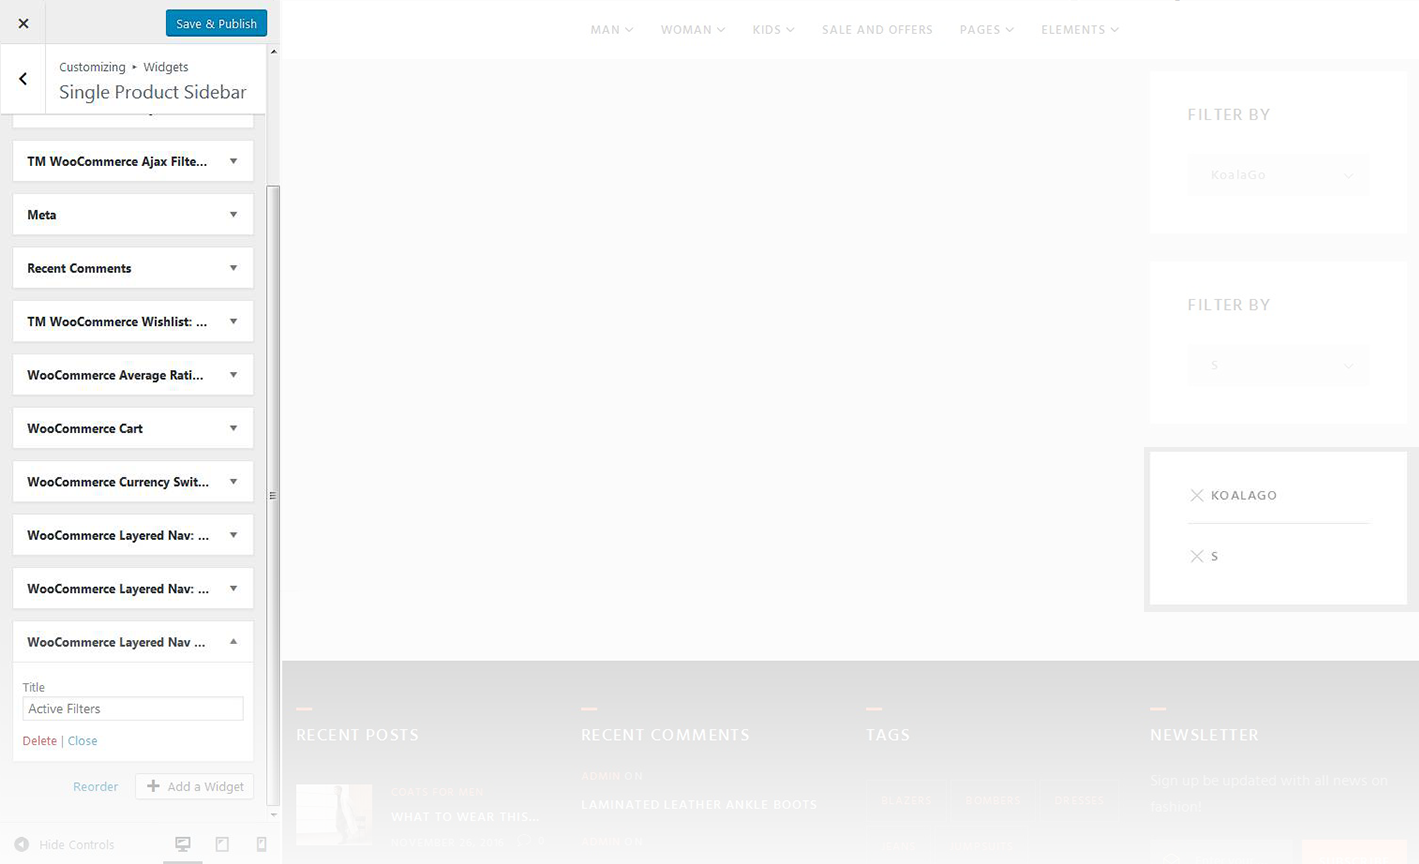 Save & Publish
Customizing ▸ Widgets
Single Product Sidebar
TM WooCommerce Ajax Filte...
Meta
Recent Comments
TM WooCommerce Wishlist: ...
WooCommerce Average Rati...
WooCommerce Cart
WooCommerce Currency Swit...
WooCommerce Layered Nav: ...
WooCommerce Layered Nav: ...
WooCommerce Layered Nav ...
Title
Active Filters
Delete | Close
Reorder
Add a Widget
Hide Controls
MAN WOMAN KIDS SALE AND OFFERS PAGES ELEMENTS
FILTER BY
KoalaGo
FILTER BY
S
KOALAGO
S
RECENT POSTS
COATS FOR MEN
WHAT TO WEAR THIS...
RECENT COMMENTS
ADMIN ON
LAMINATED LEATHER ANKLE BOOTS
ADMIN ON
TAGS
BLAZERS BOMBERS DRESSES
NEWSLETTER
Sign up be updated with all news on
fashion!